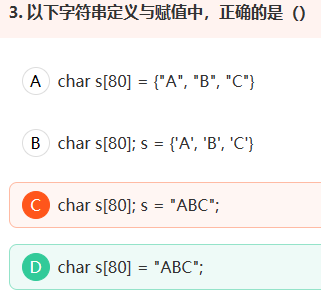 3. 以下字符串定义与赋值中，正确的是（）
A char s[80] = {"A", "B", "C"}
B char s[80]; s = {'A', 'B', 'C'}
C char s[80]; s = "ABC";
D char s[80] = "ABC";